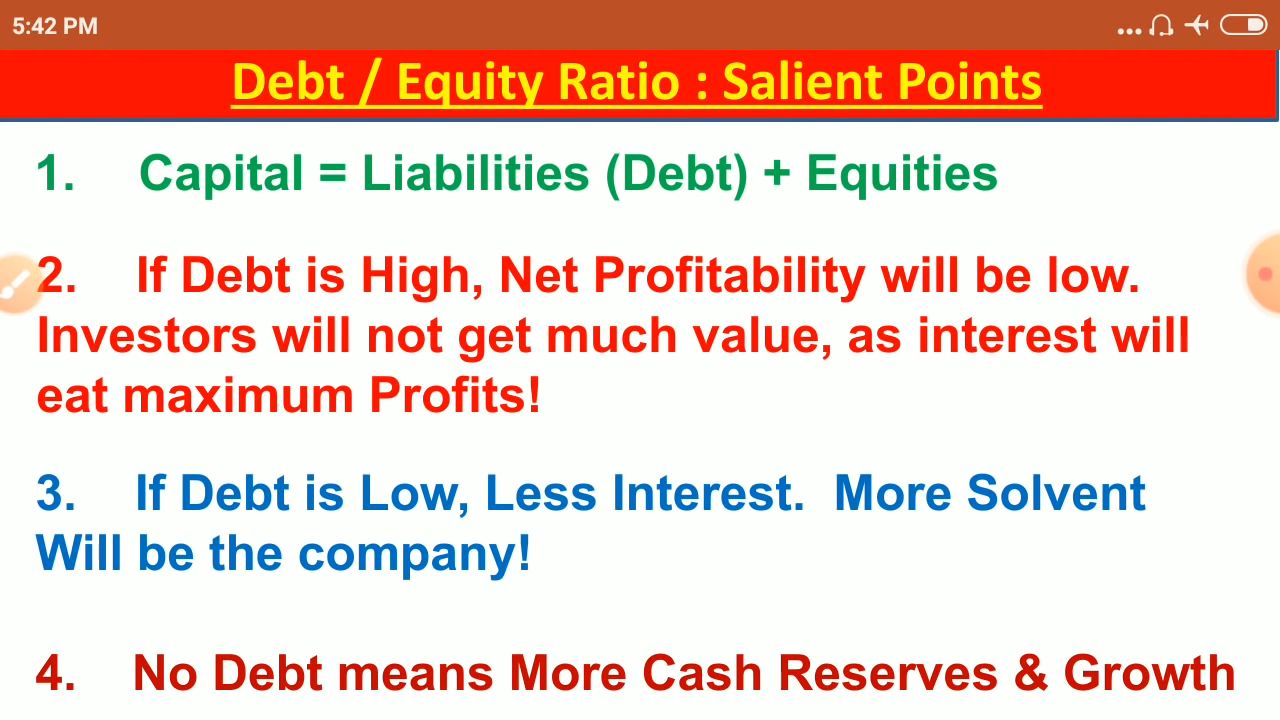 5:42 PM
Debt / Equity Ratio : Salient Points
1. Capital = Liabilities (Debt) + Equities
2. If Debt is High, Net Profitability will be low.
Investors will not get much value, as interest will
eat maximum Profits!
3. If Debt is Low, Less Interest. More Solvent
Will be the company!
4. No Debt means More Cash Reserves & Growth